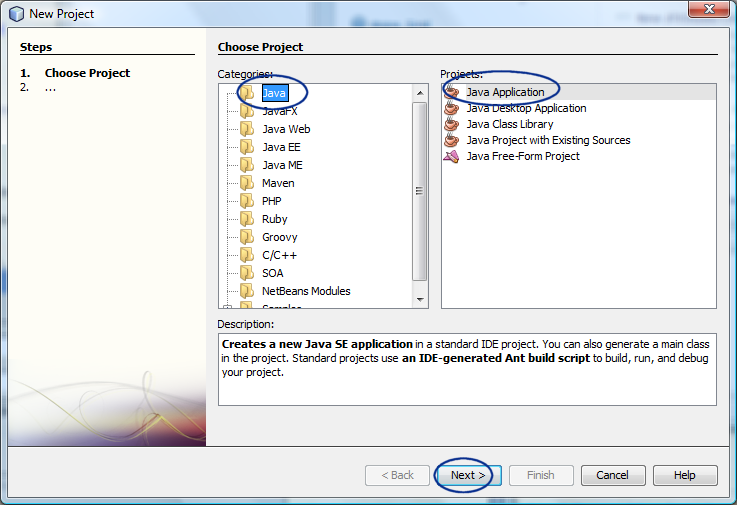 New Project
Steps
1. Choose Project
2. ...
Choose Project
Categories:
Java
JavaFX
Java Web
Java EE
Java ME
Maven
PHP
Ruby
Groovy
C/C++
SOA
NetBeans Modules
Samples
Projects:
Java Application
Java Desktop Application
Java Class Library
Java Project with Existing Sources
Java Free-Form Project
Description:
Creates a new Java SE application in a standard IDE project. You can also generate a main class
in the project. Standard projects use an IDE-generated Ant build script to build, run, and debug
your project.
< Back
Next >
Finish
Cancel
Help